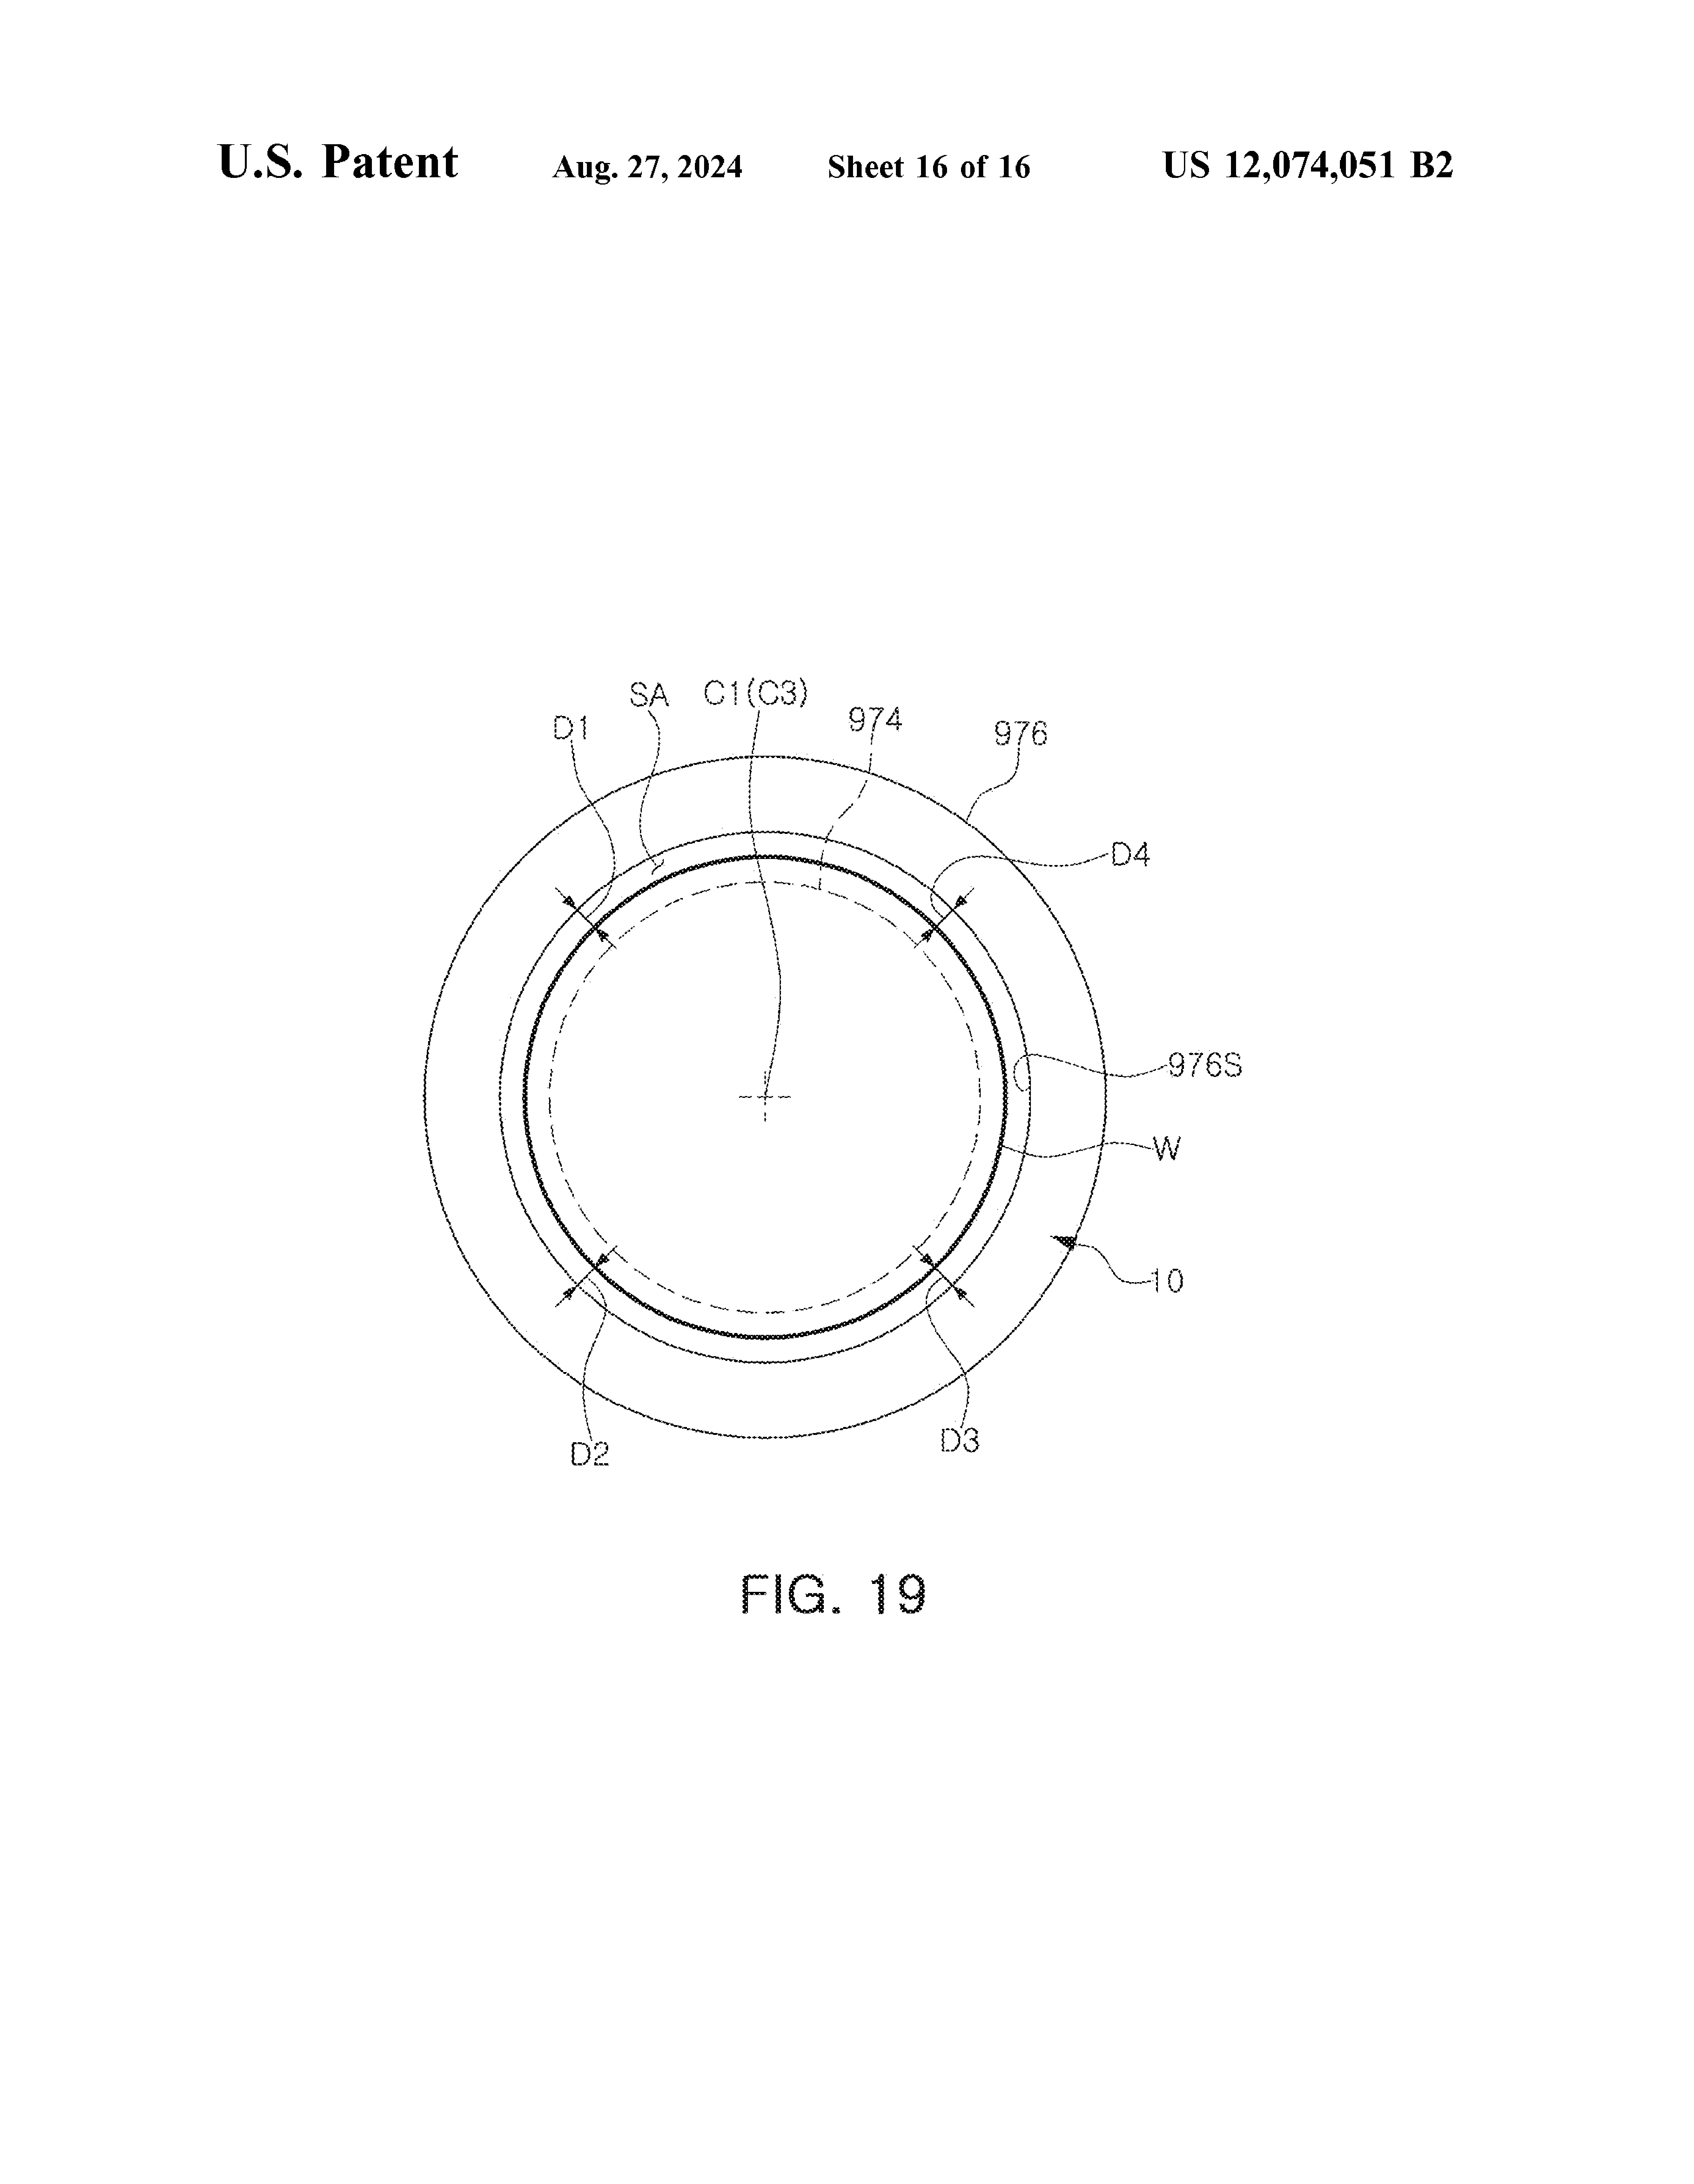 U.S. Patent Aug. 27, 2024 Sheet 16 of 16 US 12,074,051 B2
SA C1(C3)
D1 974 976
D4
976S
W
10
D2 D3
FIG. 19